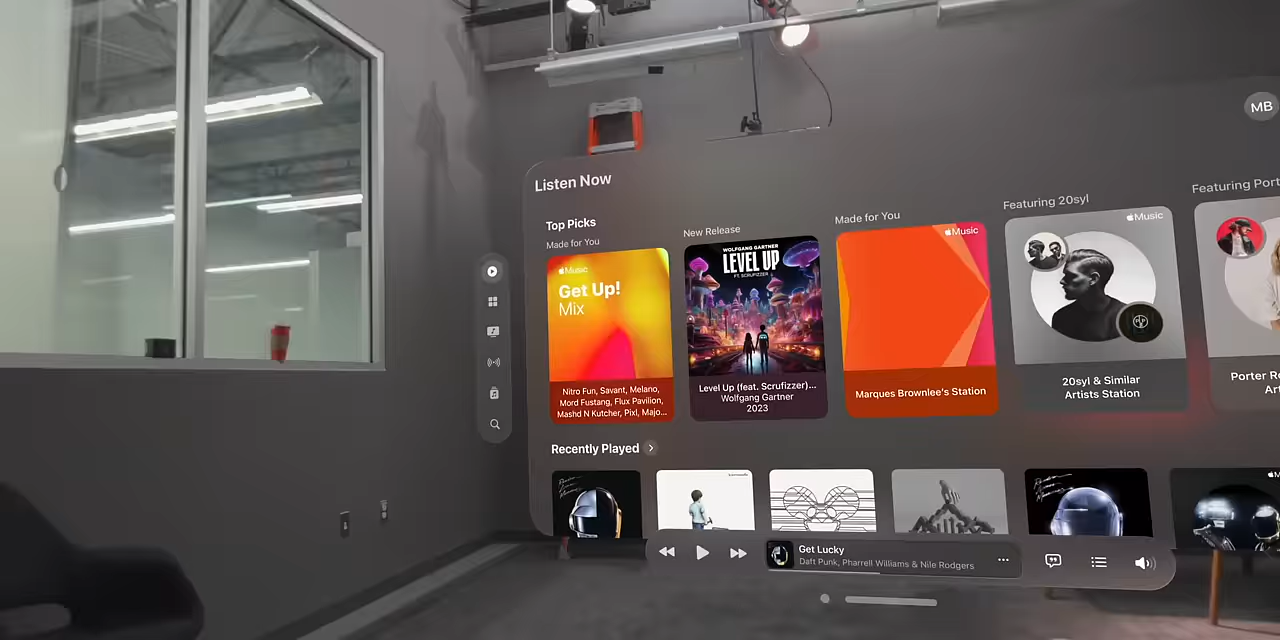 MB
Listen Now
Top Picks
Made for You
Music
Get Up!
Mix
Nitro Fun, Savant, Melano,
Mord Fustang, Flux Pavilion,
Mashd N Kutcher, Pixl, Majo...
New Release
WOLFGANG GARTNER
LEVEL UP
FT. SCRUFIZZER
Level Up (feat. Scrufizzer)...
Wolfgang Gartner
2023
Made for You
Music
Marques Brownlee's Station
Featuring 20syl
Music
20syl & Similar
Artists Station
Featuring Port
Porter Ro
Ar
Recently Played
Get Lucky
Daft Punk, Pharrell Williams & Nile Rodgers